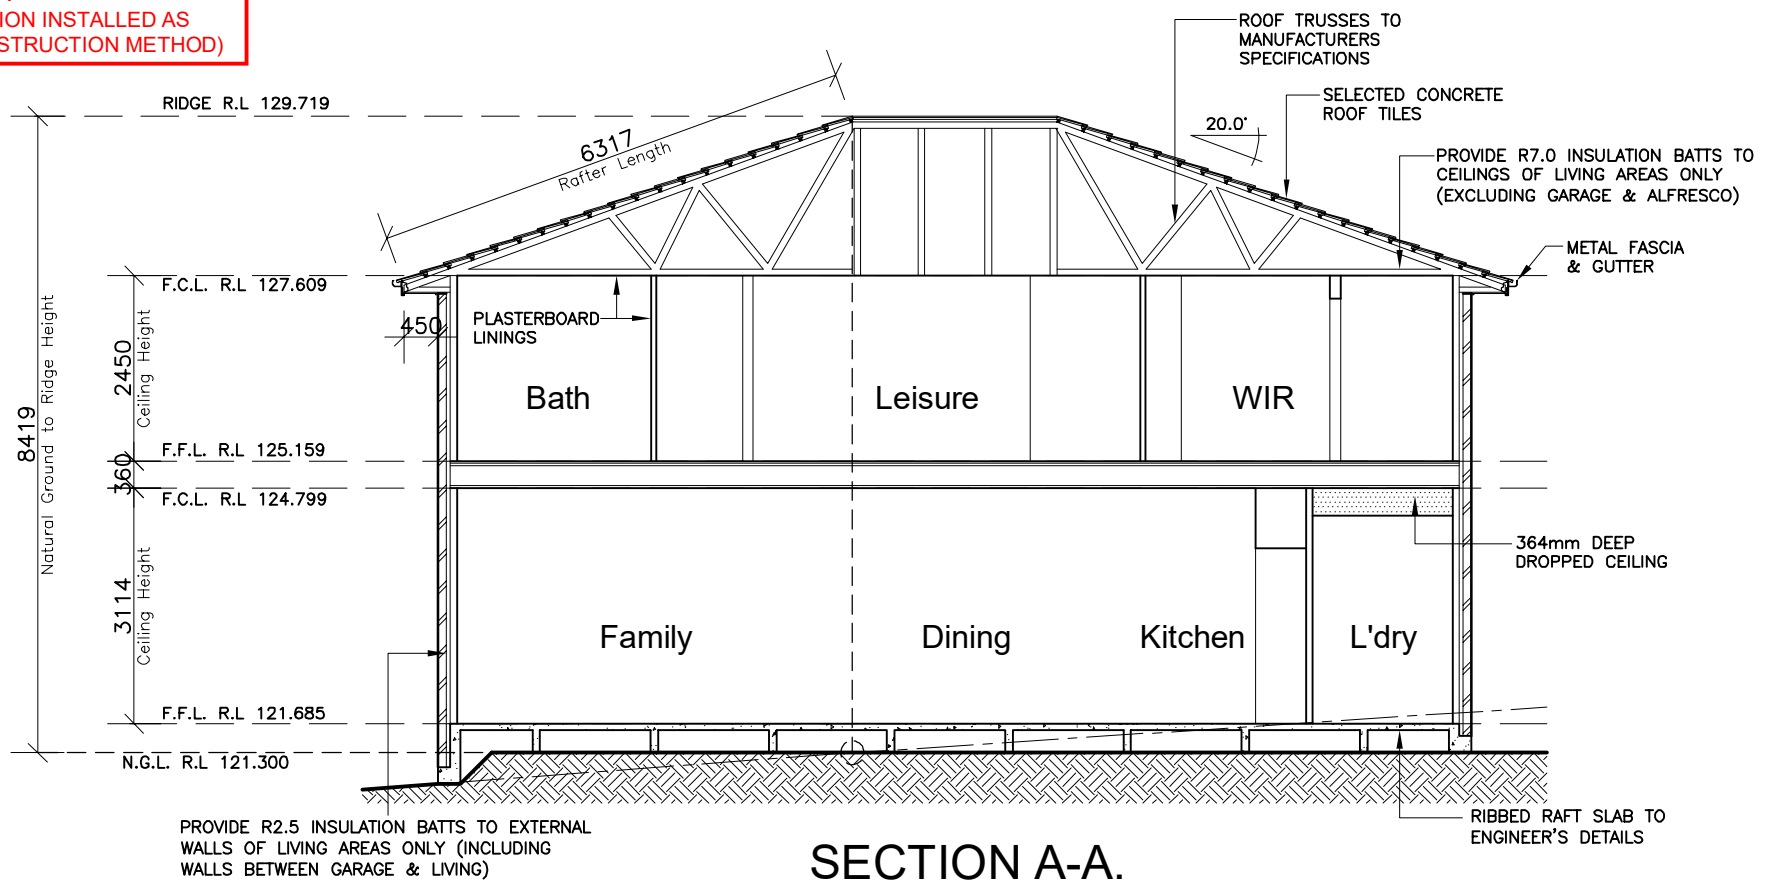 ION INSTALLED AS
STRUCTION METHOD)
ROOF TRUSSES TO
MANUFACTURERS
SPECIFICATIONS
RIDGE R.L 129.719
6317
Rafter Length
20.0°
SELECTED CONCRETE
ROOF TILES
PROVIDE R7.0 INSULATION BATTS TO
CEILINGS OF LIVING AREAS ONLY
(EXCLUDING GARAGE & ALFRESCO)
METAL FASCIA
& GUTTER
F.C.L. R.L 127.609
450
PLASTERBOARD
LININGS
2450
Ceiling Height
8419
Natural Ground to Ridge Height
Bath
Leisure
WIR
F.F.L. R.L 125.159
360
F.C.L. R.L 124.799
364mm DEEP
DROPPED CEILING
3114
Ceiling Height
Family
Dining
Kitchen
L'dry
F.F.L. R.L 121.685
N.G.L. R.L 121.300
PROVIDE R2.5 INSULATION BATTS TO EXTERNAL
WALLS OF LIVING AREAS ONLY (INCLUDING
WALLS BETWEEN GARAGE & LIVING)
RIBBED RAFT SLAB TO
ENGINEER'S DETAILS
SECTION A-A.